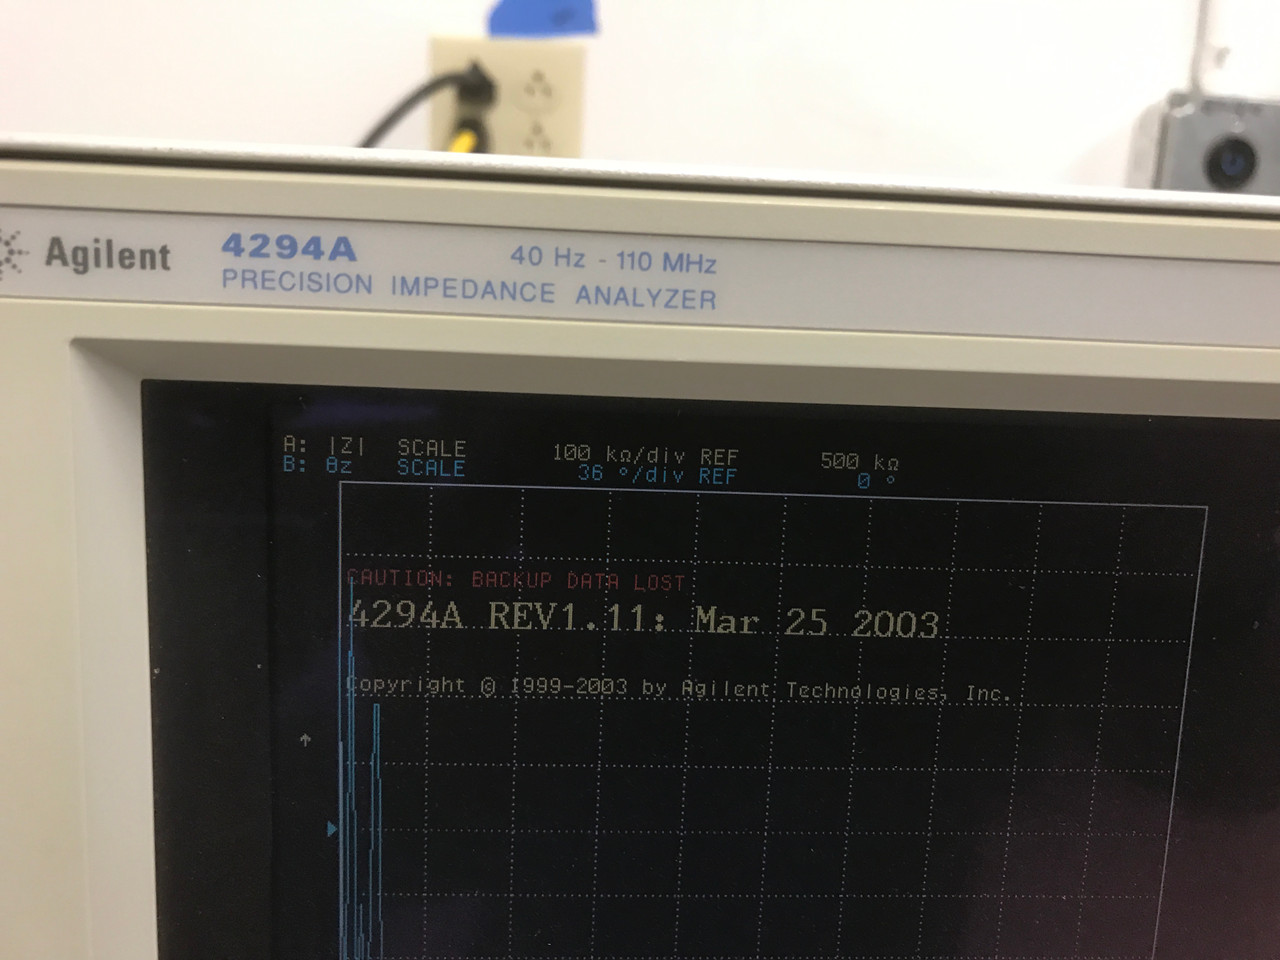 Agilent 4294A 40 Hz - 110 MHz
PRECISION IMPEDANCE ANALYZER
A: |Z| SCALE 100 kΩ/div REF 500 kΩ
B: θz SCALE 36 °/div REF 0 °
CAUTION: BACKUP DATA LOST
4294A REV1.11: Mar 25 2003
Copyright © 1999-2003 by Agilent Technologies, Inc.